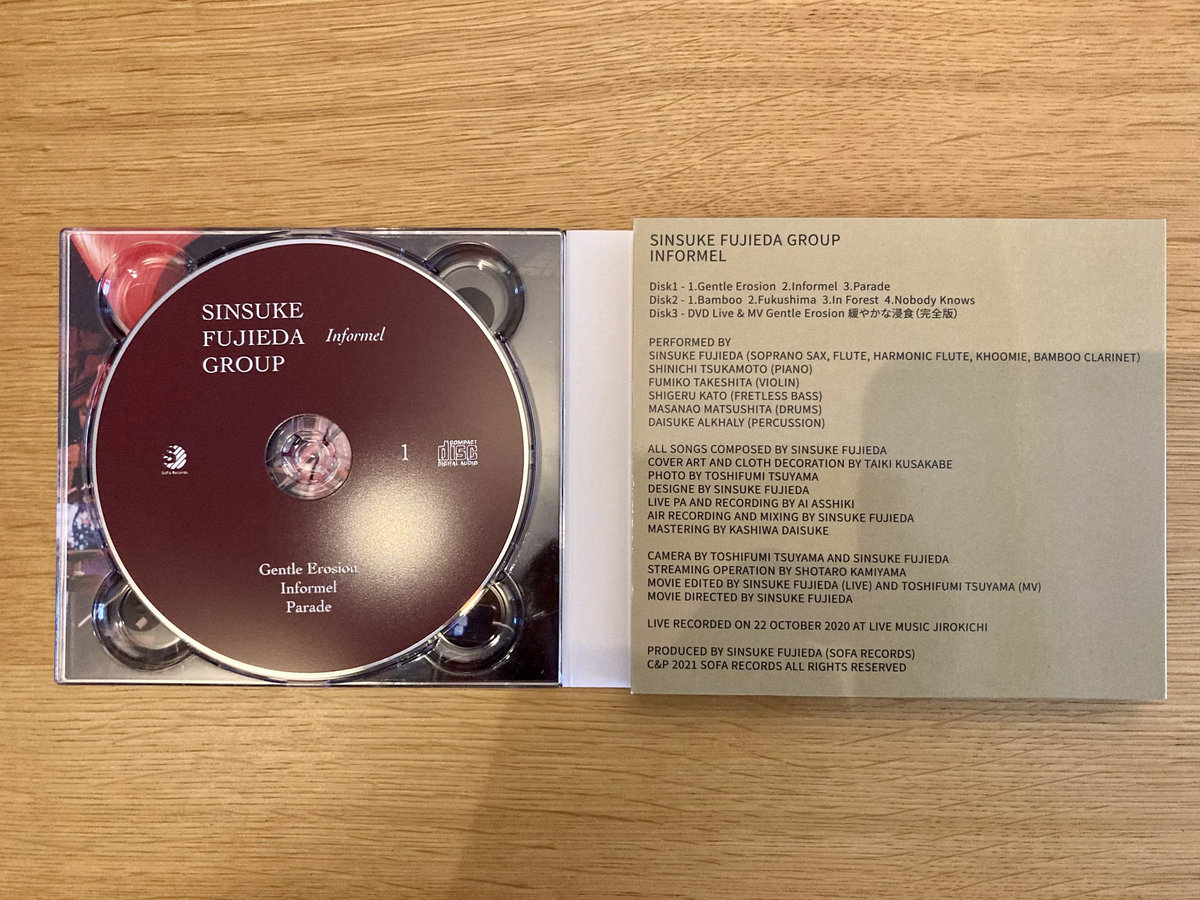 SINSUKE
FUJIEDA
GROUP
Informel
Sofa Records
1
COMPACT
disc
DIGITAL AUDIO
Gentle Erosion
Informel
Parade
SINSUKE FUJIEDA GROUP
INFORMEL
Disk1 - 1.Gentle Erosion 2.Informel 3.Parade
Disk2 - 1.Bamboo 2.Fukushima 3.In Forest 4.Nobody Knows
Disk3 - DVD Live & MV Gentle Erosion 緩やかな浸食（完全版）
PERFORMED BY
SINSUKE FUJIEDA (SOPRANO SAX, FLUTE, HARMONIC FLUTE, KHOOMIE, BAMBOO CLARINET)
SHINICHI TSUKAMOTO (PIANO)
FUMIKO TAKESHITA (VIOLIN)
SHIGERU KATO (FRETLESS BASS)
MASANAO MATSUSHITA (DRUMS)
DAISUKE ALKHALY (PERCUSSION)
ALL SONGS COMPOSED BY SINSUKE FUJIEDA
COVER ART AND CLOTH DECORATION BY TAIKI KUSAKABE
PHOTO BY TOSHIFUMI TSUYAMA
DESIGNE BY SINSUKE FUJIEDA
LIVE PA AND RECORDING BY AI ASSHIKI
AIR RECORDING AND MIXING BY SINSUKE FUJIEDA
MASTERING BY KASHIWA DAISUKE
CAMERA BY TOSHIFUMI TSUYAMA AND SINSUKE FUJIEDA
STREAMING OPERATION BY SHOTARO KAMIYAMA
MOVIE EDITED BY SINSUKE FUJIEDA (LIVE) AND TOSHIFUMI TSUYAMA (MV)
MOVIE DIRECTED BY SINSUKE FUJIEDA
LIVE RECORDED ON 22 OCTOBER 2020 AT LIVE MUSIC JIROKICHI
PRODUCED BY SINSUKE FUJIEDA (SOFA RECORDS)
C&P 2021 SOFA RECORDS ALL RIGHTS RESERVED